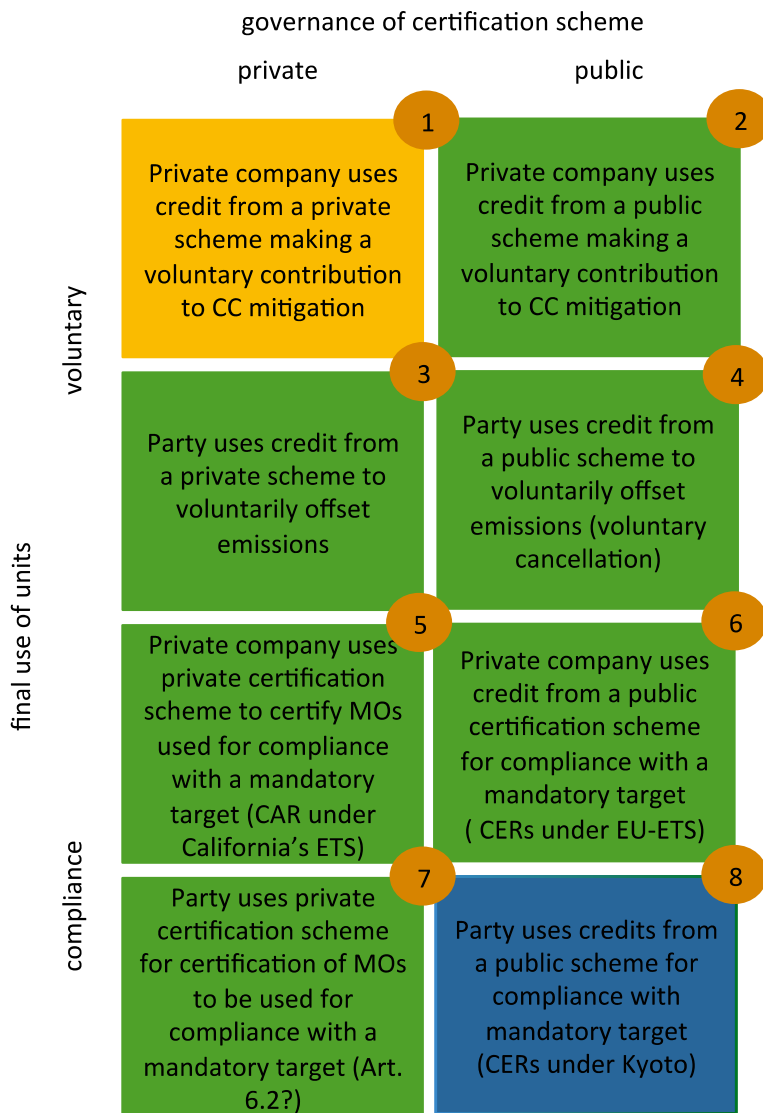 governance of certification scheme
private
public
1
2
Private company uses
credit from a private
scheme making a
voluntary contribution
to CC mitigation
Private company uses
credit from a public
scheme making a
voluntary contribution
to CC mitigation
voluntary
3
4
Party uses credit from
a private scheme to
voluntarily offset
emissions
Party uses credit from
a public scheme to
voluntarily offset
emissions (voluntary
cancellation)
final use of units
5
6
Private company uses
private certification
scheme to certify MOs
used for compliance
with a mandatory
target (CAR under
California’s ETS)
Private company uses
credit from a public
certification scheme
for compliance with a
mandatory target
( CERs under EU-ETS)
compliance
7
8
Party uses private
certification scheme
for certification of MOs
to be used for
compliance with a
mandatory target (Art.
6.2?)
Party uses credits from
a public scheme for
compliance with
mandatory target
(CERs under Kyoto)